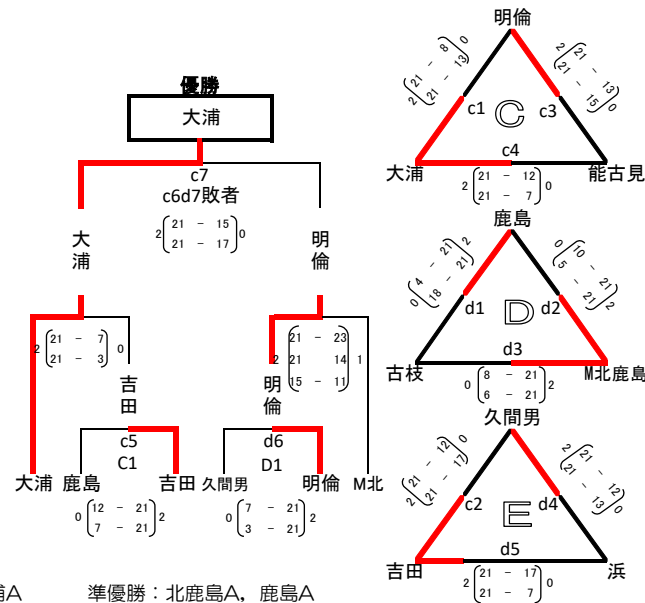 優勝
大浦
c7
c6d7敗者
2 21 － 15 0
21 － 17
大浦
明倫
2 21 － 7 0
21 － 3
2 21 － 23 1
21 14
15 － 11
吉田
明倫
c5
C1
d6
D1
大浦 鹿島 吉田 久間男 明倫 M北
0 12 － 21 2
7 － 21
0 7 － 21 2
3 － 21
明倫
2 21 － 8 0
21 － 13
2 21 － 13 0
21 － 15
c1 C c3
c4
大浦 能古見
2 21 － 12 0
21 － 7
鹿島
0 4 － 21 2
18 － 21
0 10 － 21 2
5 － 21
d1 D d2
d3
古枝 M北鹿島
0 8 － 21 2
6 － 21
久間男
2 21 － 12 0
21 － 17
2 21 － 12 0
21 － 13
c2 E d4
d5
吉田 浜
2 21 － 17 0
21 － 7
浦A 準優勝：北鹿島A，鹿島A